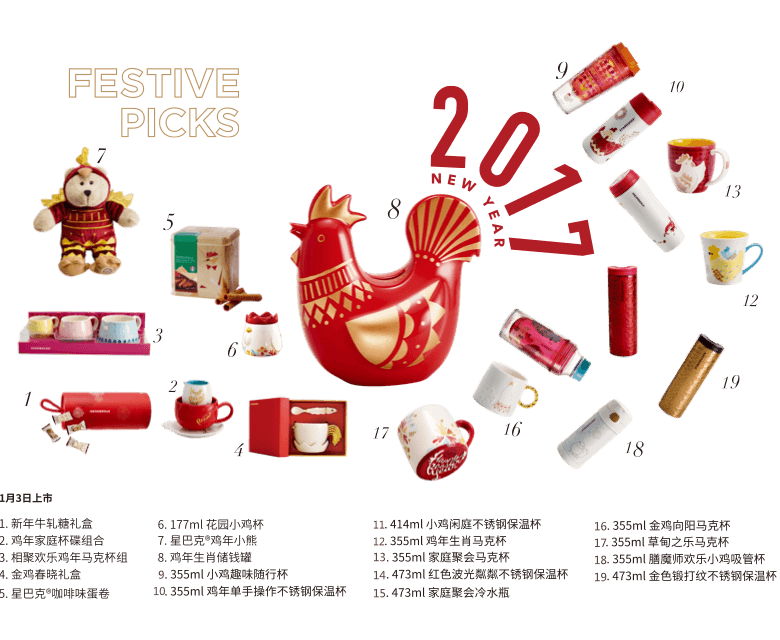 FESTIVE
PICKS
2017
NEW YEAR
7
5
8
9
10
13
12
3
6
1
2
4
17
16
18
19
1月3日上市
1. 新年牛轧糖礼盒
2. 鸡年家庭杯碟组合
3. 相聚欢乐鸡年马克杯组
4. 金鸡春晓礼盒
5. 星巴克®咖啡味蛋卷
6. 177ml 花园小鸡杯
7. 星巴克®鸡年小熊
8. 鸡年生肖储钱罐
9. 355ml 小鸡趣味随行杯
10. 355ml 鸡年单手操作不锈钢保温杯
11. 414ml 小鸡闲庭不锈钢保温杯
12. 355ml 鸡年生肖马克杯
13. 355ml 家庭聚会马克杯
14. 473ml 红色波光粼粼不锈钢保温杯
15. 473ml 家庭聚会冷水瓶
16. 355ml 金鸡向阳马克杯
17. 355ml 草甸之乐马克杯
18. 355ml 膳魔师欢乐小鸡吸管杯
19. 473ml 金色锻打纹不锈钢保温杯